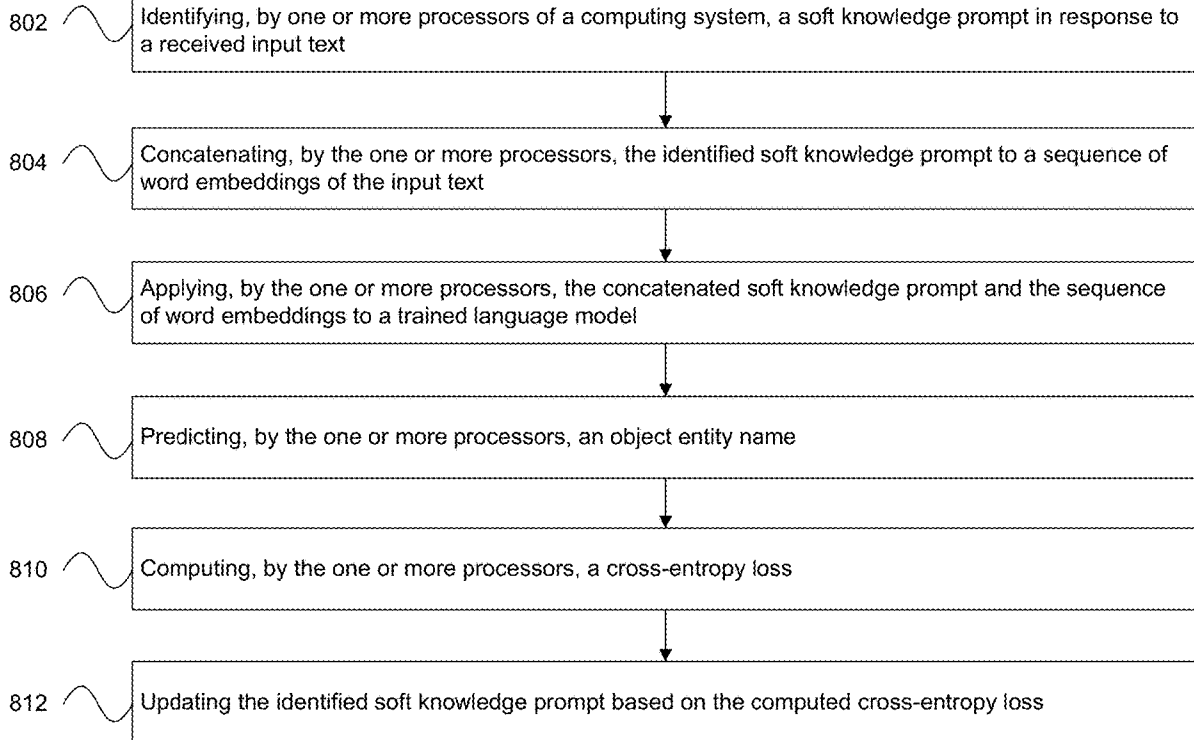 802 Identifying, by one or more processors of a computing system, a soft knowledge prompt in response to
a received input text
804 Concatenating, by the one or more processors, the identified soft knowledge prompt to a sequence of
word embeddings of the input text
806 Applying, by the one or more processors, the concatenated soft knowledge prompt and the sequence
of word embeddings to a trained language model
808 Predicting, by the one or more processors, an object entity name
810 Computing, by the one or more processors, a cross-entropy loss
812 Updating the identified soft knowledge prompt based on the computed cross-entropy loss